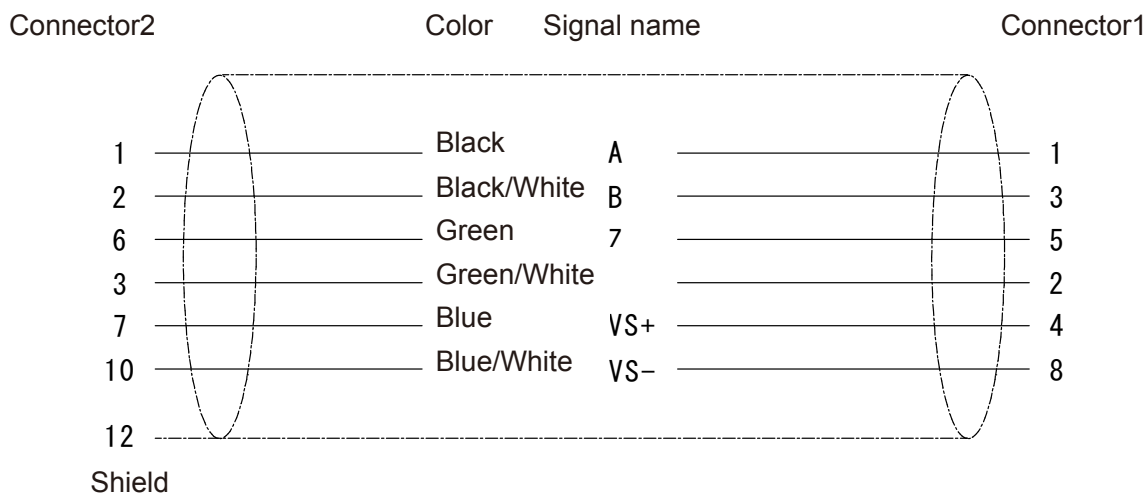 Connector2 Color Signal name Connector1
1 Black A 1
2 Black/White B 3
6 Green 7 5
3 Green/White 2
7 Blue VS+ 4
10 Blue/White VS- 8
12
Shield